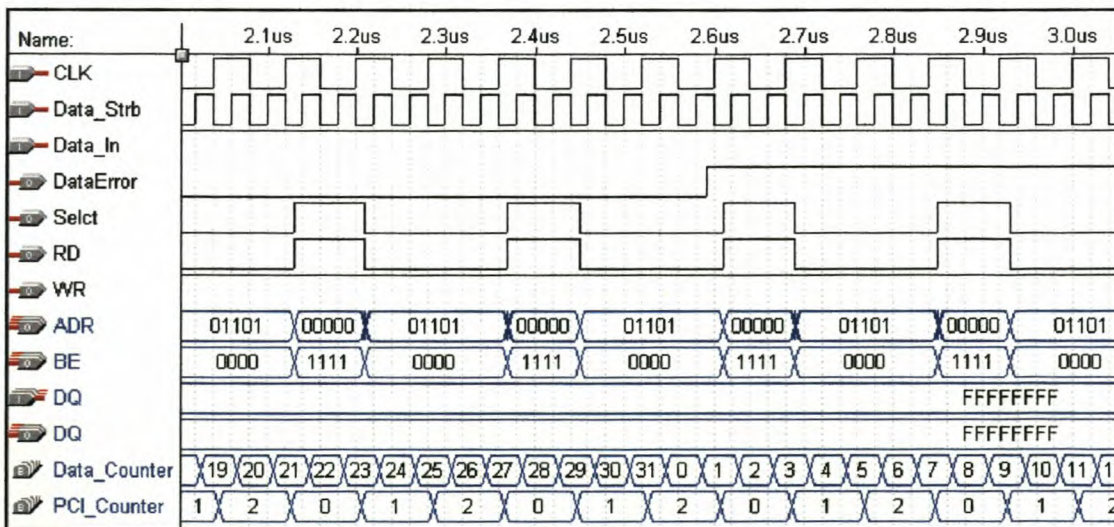 Name: 2.1us 2.2us 2.3us 2.4us 2.5us 2.6us 2.7us 2.8us 2.9us 3.0us
CLK
Data_Strb
Data_In
DataError
Selct
RD
WR
ADR 01101 00000 01101 00000 01101 00000 01101 00000 01101
BE 0000 1111 0000 1111 0000 1111 0000 1111 0000
DQ FFFFFFFF
DQ FFFFFFFF
Data_Counter 19 20 21 22 23 24 25 26 27 28 29 30 31 0 1 2 3 4 5 6 7 8 9 10 11 1
PCI_Counter 1 2 0 1 2 0 1 2 0 1 2 0 1 2